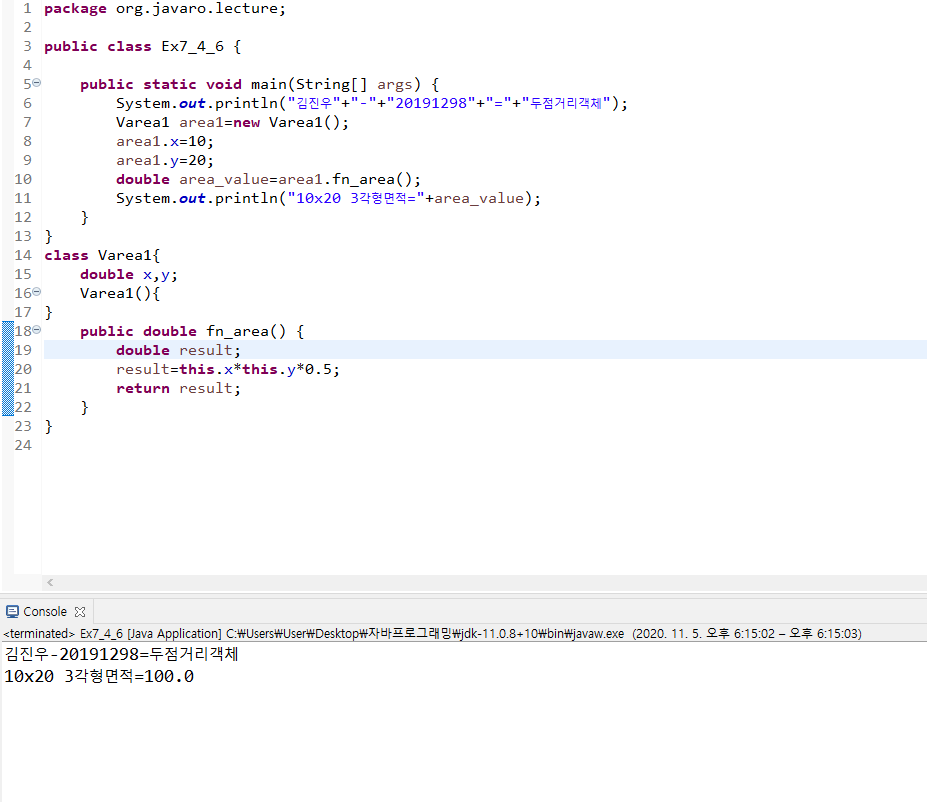 1 package org.javaro.lecture;
2
3 public class Ex7_4_6 {
4
5     public static void main(String[] args) {
6         System.out.println("김진우"+"-"+"20191298"+"="+"두점거리객체");
7         Varea1 area1=new Varea1();
8         area1.x=10;
9         area1.y=20;
10         double area_value=area1.fn_area();
11         System.out.println("10x20 3각형면적="+area_value);
12     }
13 }
14 class Varea1{
15     double x,y;
16     Varea1(){
17 }
18     public double fn_area() {
19         double result;
20         result=this.x*this.y*0.5;
21         return result;
22     }
23 }
24
Console
<terminated> Ex7_4_6 [Java Application] C:₩Users₩User₩Desktop₩자바프로그래밍₩jdk-11.0.8+10₩bin₩javaw.exe (2020. 11. 5. 오후 6:15:02 – 오후 6:15:03)
김진우-20191298=두점거리객체
10x20 3각형면적=100.0